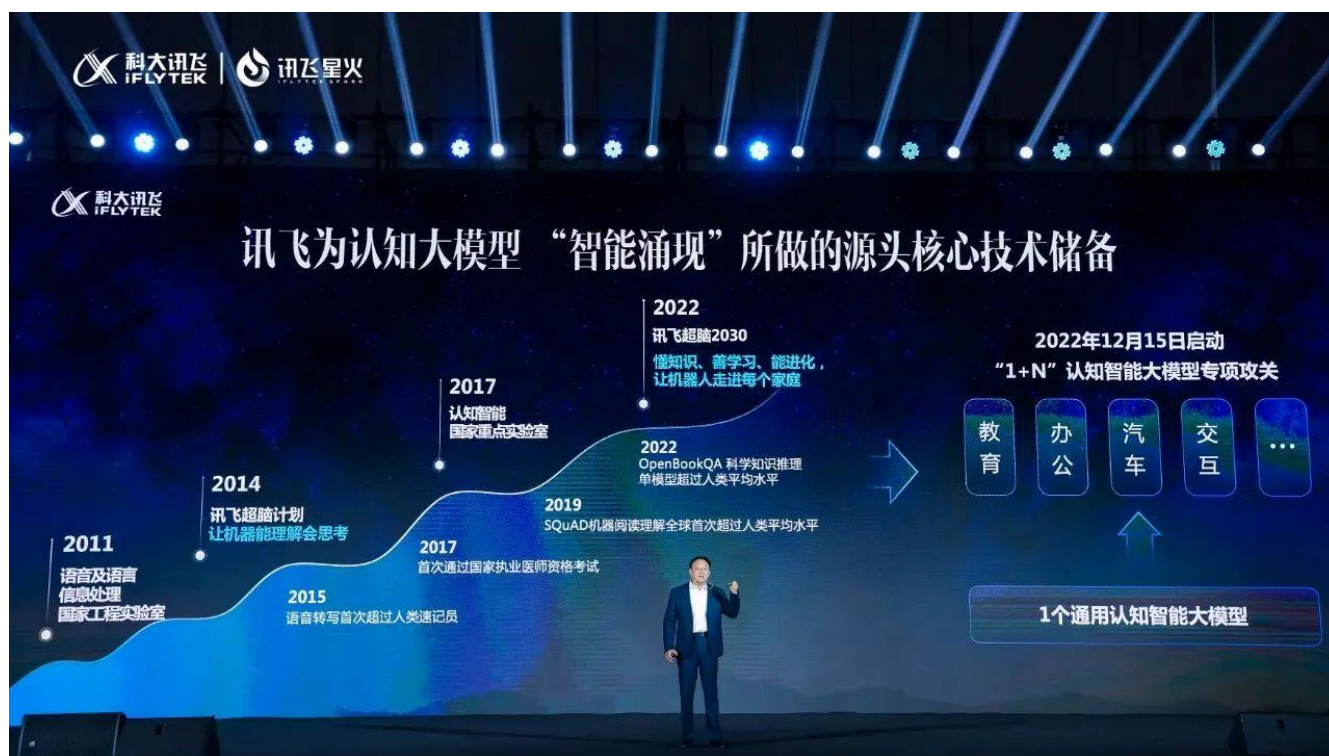 科大讯飞
iFLYTEK
讯飞星火
IFLYTEK SPARK
科大讯飞
iFLYTEK
讯飞为认知大模型 “智能涌现”所做的源头核心技术储备
2011
语音及语言
信息处理
国家工程实验室
2014
讯飞超脑计划
让机器能理解会思考
2015
语音转写首次超过人类速记员
2017
认知智能
国家重点实验室
2017
首次通过国家执业医师资格考试
2019
SQuAD机器阅读理解全球首次超过人类平均水平
2022
讯飞超脑2030
懂知识、善学习、能进化，
让机器人走进每个家庭
2022
OpenBookQA 科学知识推理
单模型超过人类平均水平
2022年12月15日启动
“1+N”认知智能大模型专项攻关
教育
办公
汽车
交互
...
1个通用认知智能大模型